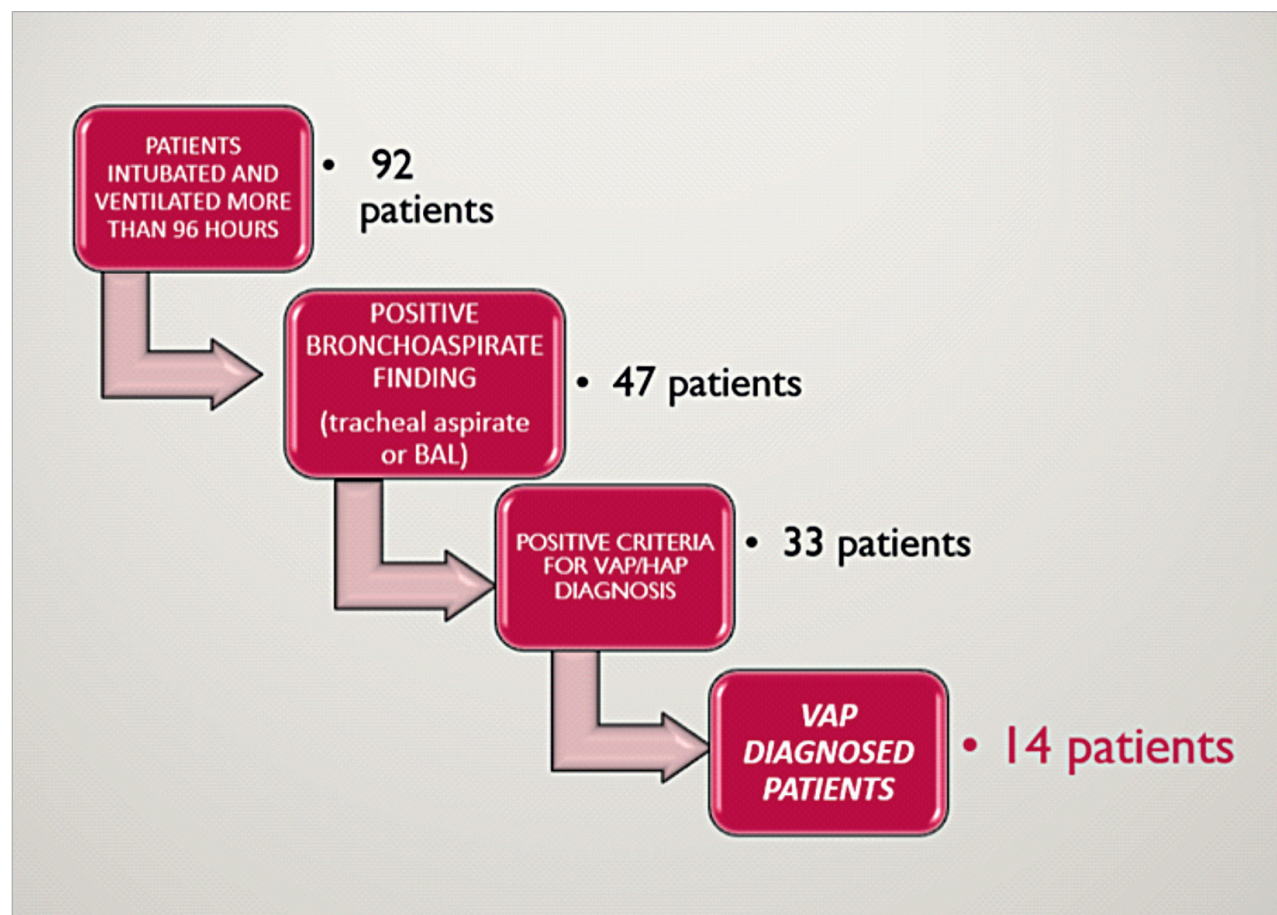 PATIENTS
INTUBATED AND
VENTILATED MORE
THAN 96 HOURS
• 92
patients
POSITIVE
BRONCHOASPIRATE
FINDING
(tracheal aspirate
or BAL)
• 47 patients
POSITIVE CRITERIA
FOR VAP/HAP
DIAGNOSIS
• 33 patients
VAP
DIAGNOSED
PATIENTS
• 14 patients